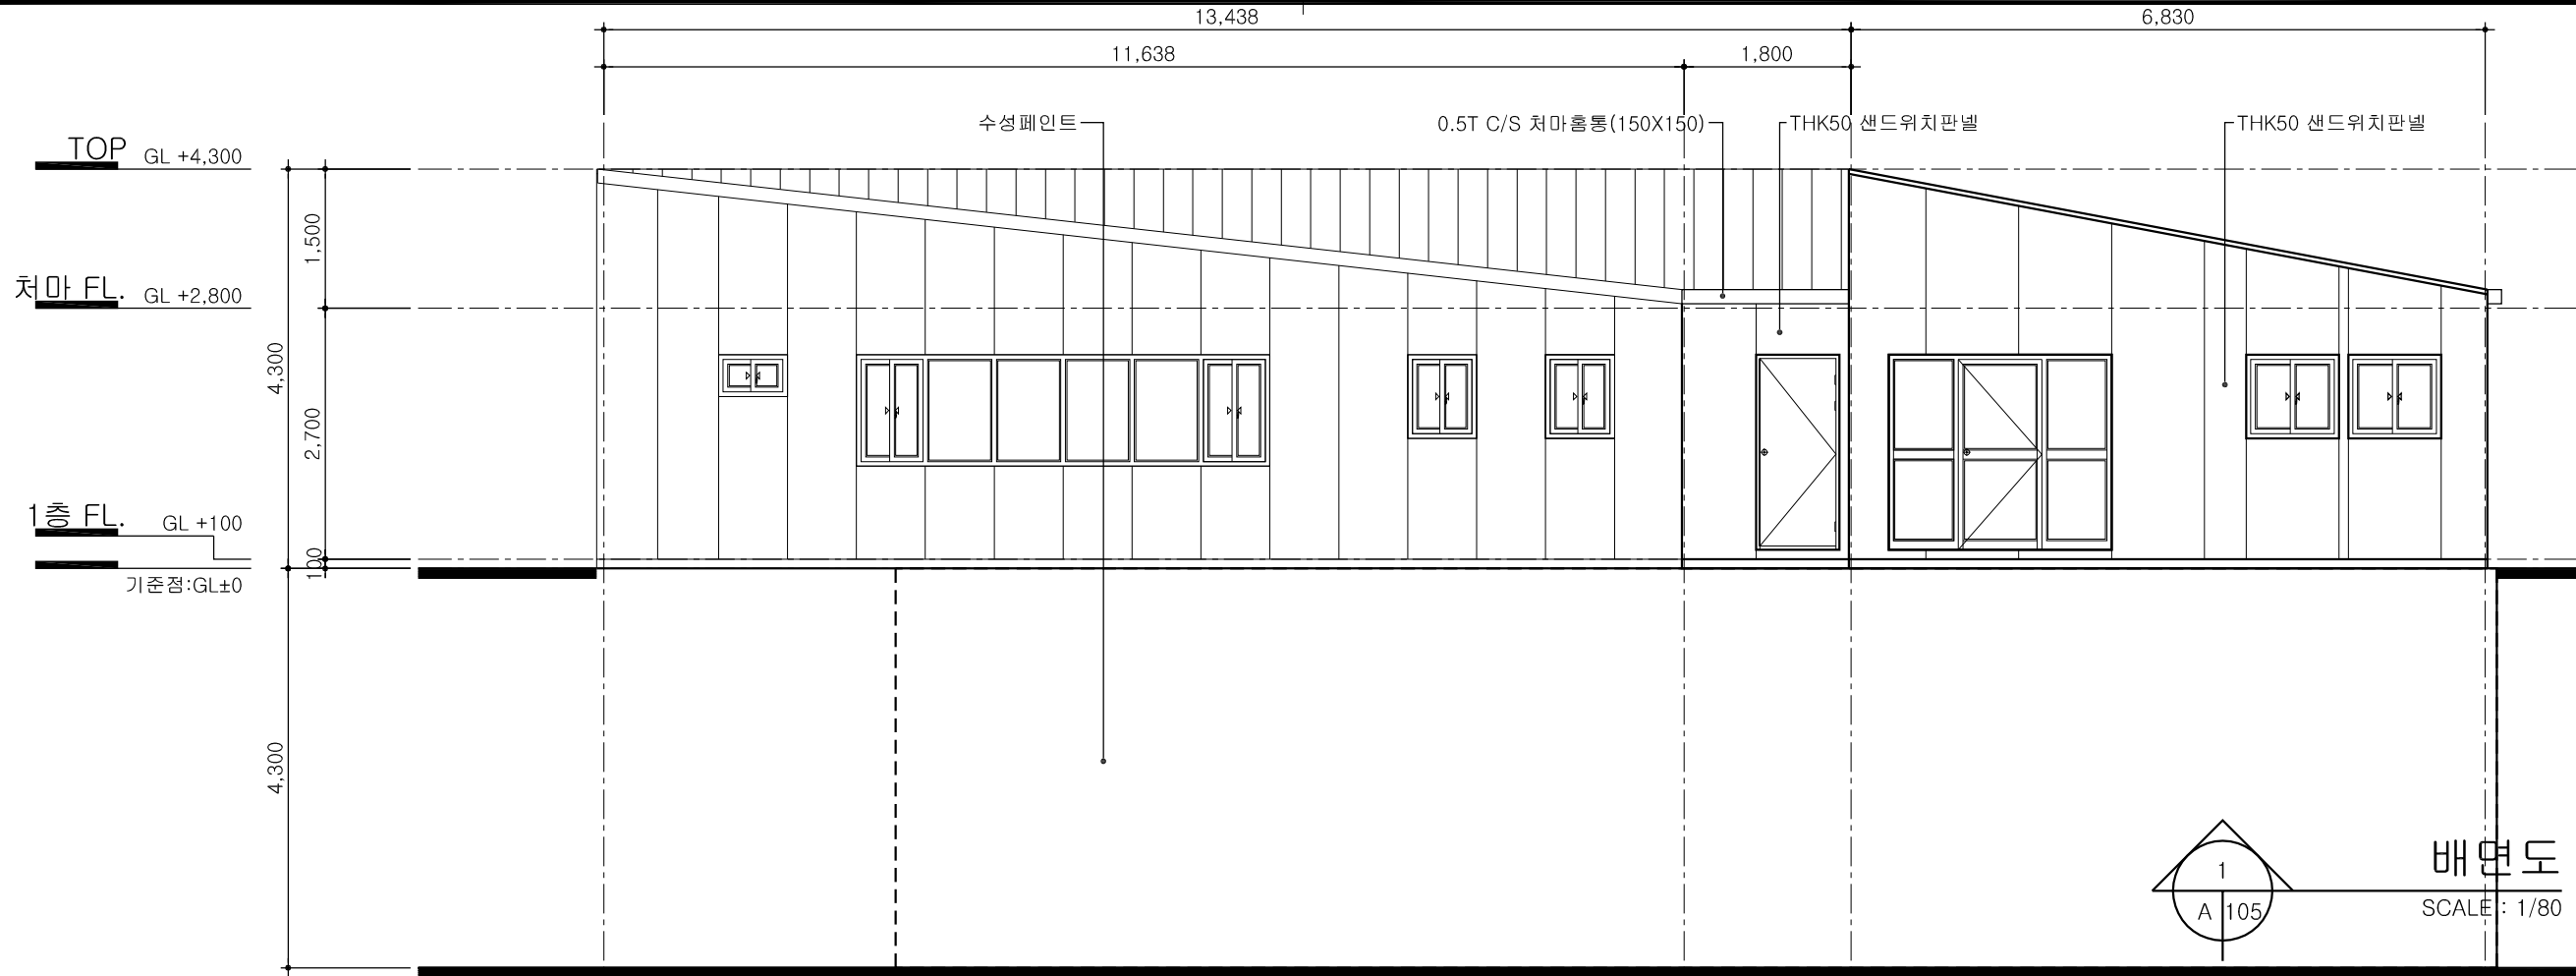 13,438
6,830
11,638
1,800
수성페인트
0.5T C/S 처마홈통(150X150)
THK50 샌드위치판넬
THK50 샌드위치판넬
TOP GL +4,300
1,500
처마 FL. GL +2,800
4,300
2,700
1층 FL. GL +100
100
기준점:GL±0
4,300
배면도
1
A 105
SCALE : 1/80